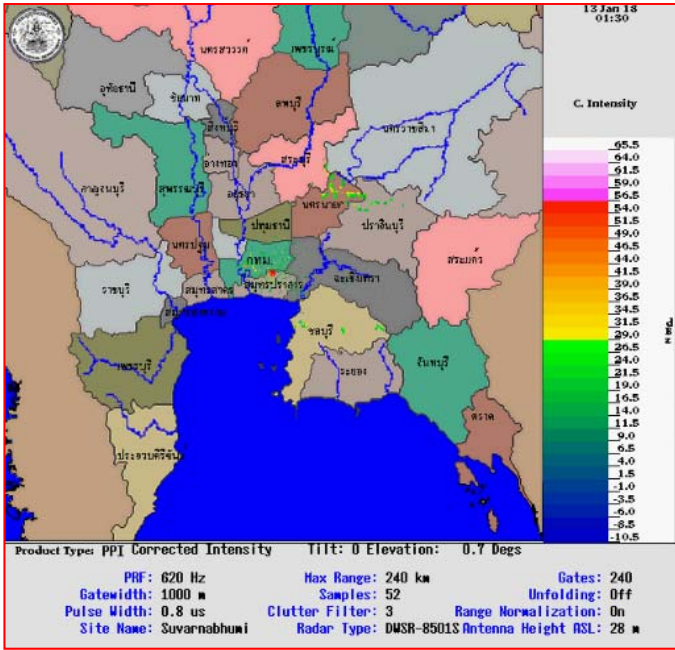 13 Jan 18
01:30
C. Intensity
นครสวรรค์
เพชรบูรณ์
อุทัยธานี
ชัยนาท
ลพบุรี
สิงห์บุรี
นครราชสีมา
อ่างทอง
สระบุรี
กาญจนบุรี
สุพรรณบุรี
อยุธยา
นครนายก
ปราจีนบุรี
ปทุมธานี
นครปฐม
สระแก้ว
กทม.
ฉะเชิงเทรา
ราชบุรี
สมุทรสาคร
สมุทรปราการ
ชลบุรี
เพชรบุรี
ระยอง
จันทบุรี
ตราด
ประจวบคีรีขันธ์
65.5
64.0
61.5
59.0
56.5
54.0
51.5
49.0
46.5
44.0
41.5
39.0
36.5
34.0
31.5
29.0
26.5
24.0
21.5
19.0
16.5
14.0
11.5
9.0
6.5
4.0
1.5
-1.0
-3.5
-6.0
-8.5
-10.5
Product Type: PPI Corrected Intensity Tilt: 0 Elevation: 0.7 Degs
PRF: 620 Hz Max Range: 240 km Gates: 240
Gatewidth: 1000 m Samples: 52 Unfolding: Off
Pulse Width: 0.8 us Clutter Filter: 3 Range Normalization: On
Site Name: Suvarnabhumi Radar Type: DWSR-8501S Antenna Height ASL: 28 m